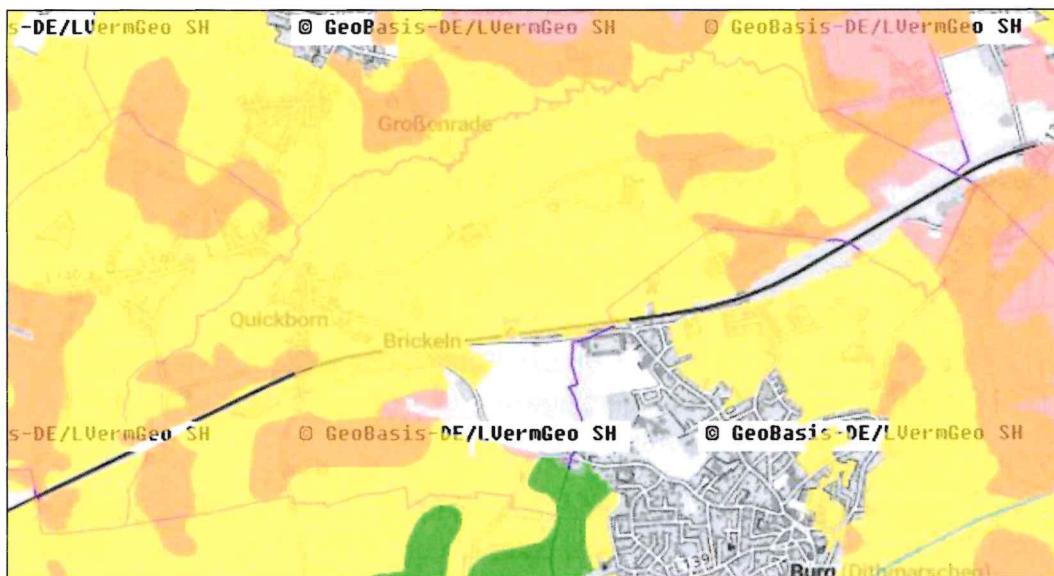 s-DE/LVermGeo SH
© GeoBasis-DE/LVermGeo SH
© GeoBasis-DE/LVermGeo SH
Großenrade
Quickborn
Brickeln
s-DE/LVermGeo SH
© GeoBasis-DE/LVermGeo SH
© GeoBasis-DE/LVermGeo SH
L139
Burg (Dithmarschen)